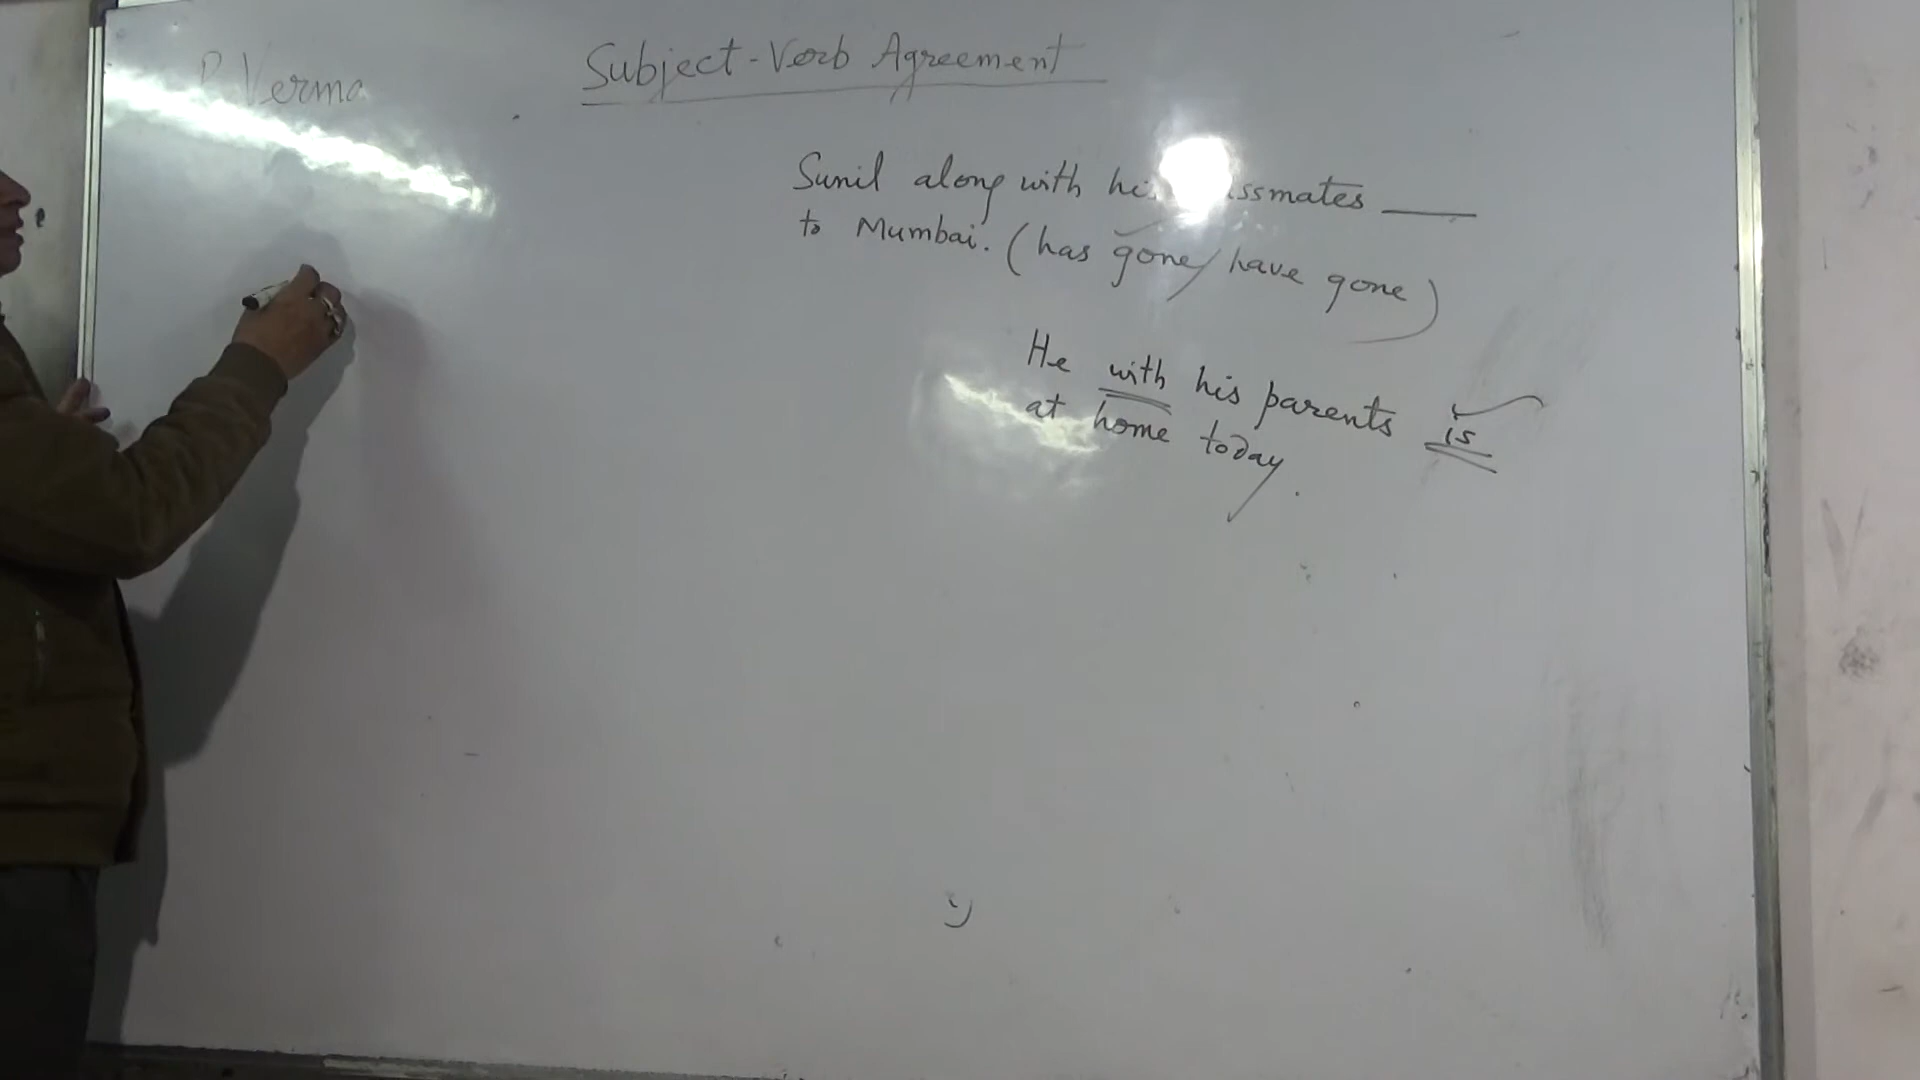 P Verma
Subject-Verb Agreement
Sunil along with his classmates ____
to Mumbai. (has gone/ have gone)
He with his parents is
at home today.